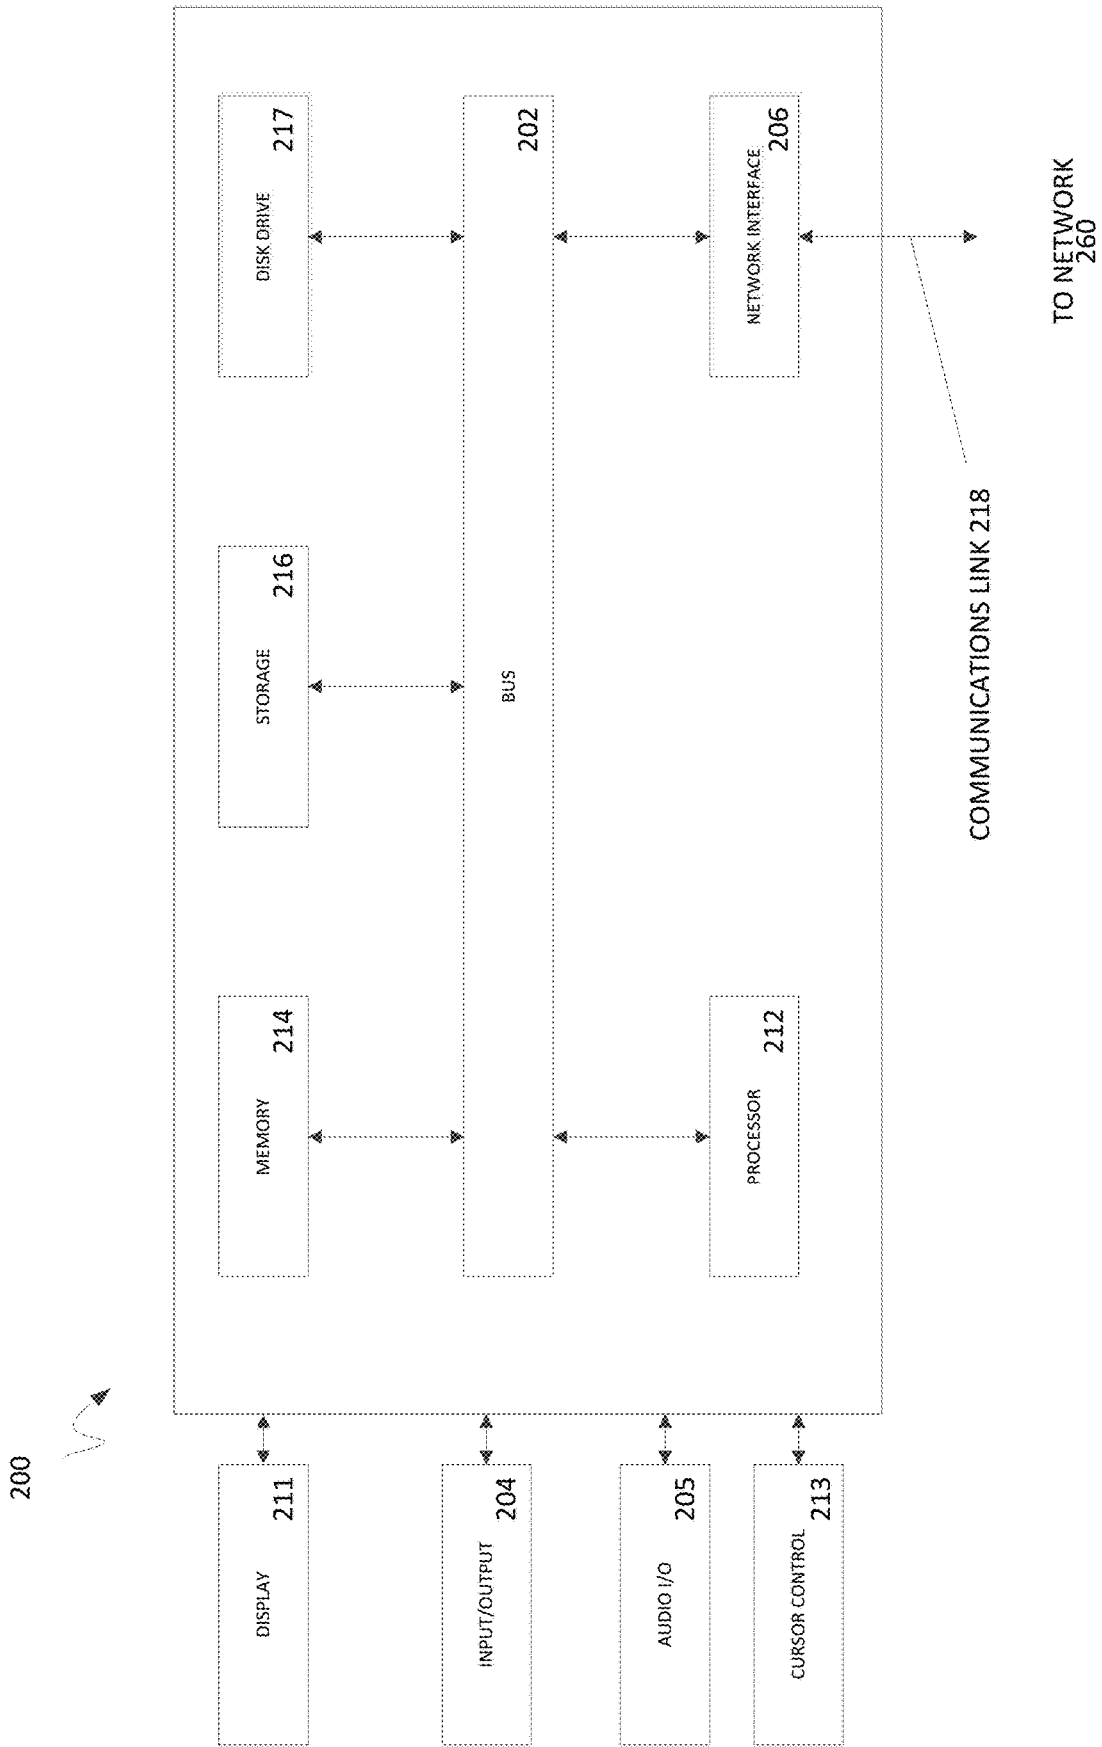 200
DISPLAY
211
INPUT/OUTPUT
204
AUDIO I/O
205
CURSOR CONTROL
213
MEMORY
214
STORAGE
216
DISK DRIVE
217
BUS
202
PROCESSOR
212
NETWORK INTERFACE
206
COMMUNICATIONS LINK 218
TO NETWORK
260